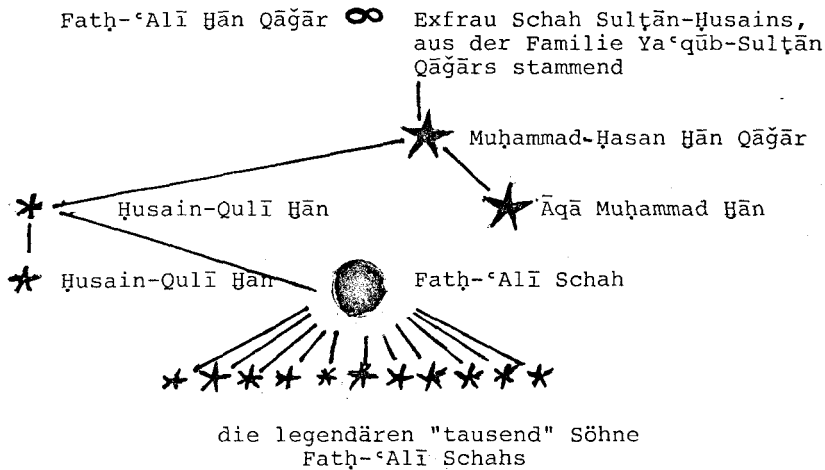 Fatḥ-ʿAlī Ḫān Qāǧār ∞ Exfrau Schah Sulṭān-Ḥusains,
aus der Familie Yaʿqūb-Sulṭān
Qāǧārs stammend
Muḥammad-Ḥasan Ḫān Qāǧār
Ḥusain-Qulī Ḫān
Āqā Muḥammad Ḫān
Ḥusain-Qulī Ḫān
Fatḥ-ʿAlī Schah
die legendären "tausend" Söhne
Fatḥ-ʿAlī Schahs